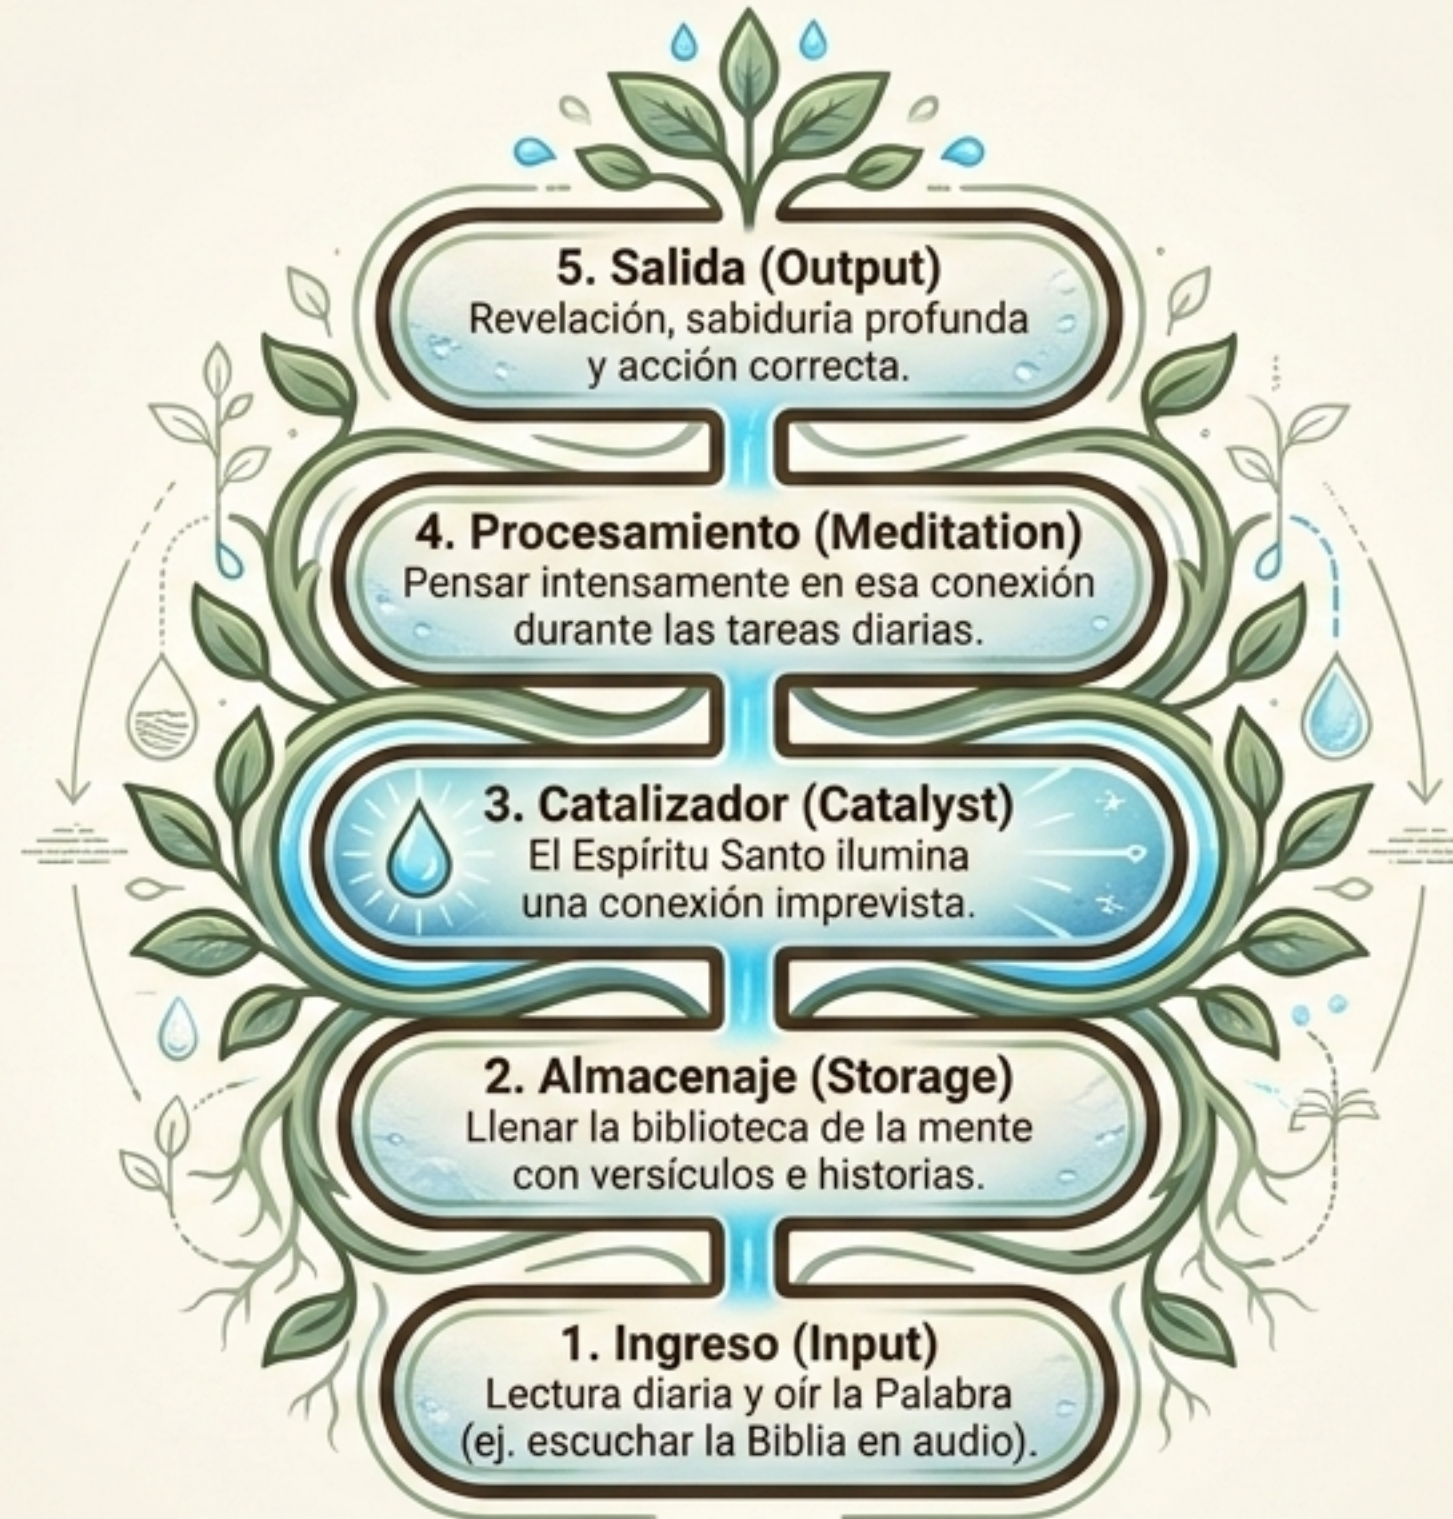 5. Salida (Output)
Revelación, sabiduría profunda
y acción correcta.
4. Procesamiento (Meditation)
Pensar intensamente en esa conexión
durante las tareas diarias.
3. Catalizador (Catalyst)
El Espíritu Santo ilumina
una conexión imprevista.
2. Almacenaje (Storage)
Llenar la biblioteca de la mente
con versículos e historias.
1. Ingreso (Input)
Lectura diaria y oír la Palabra
(ej. escuchar la Biblia en audio).